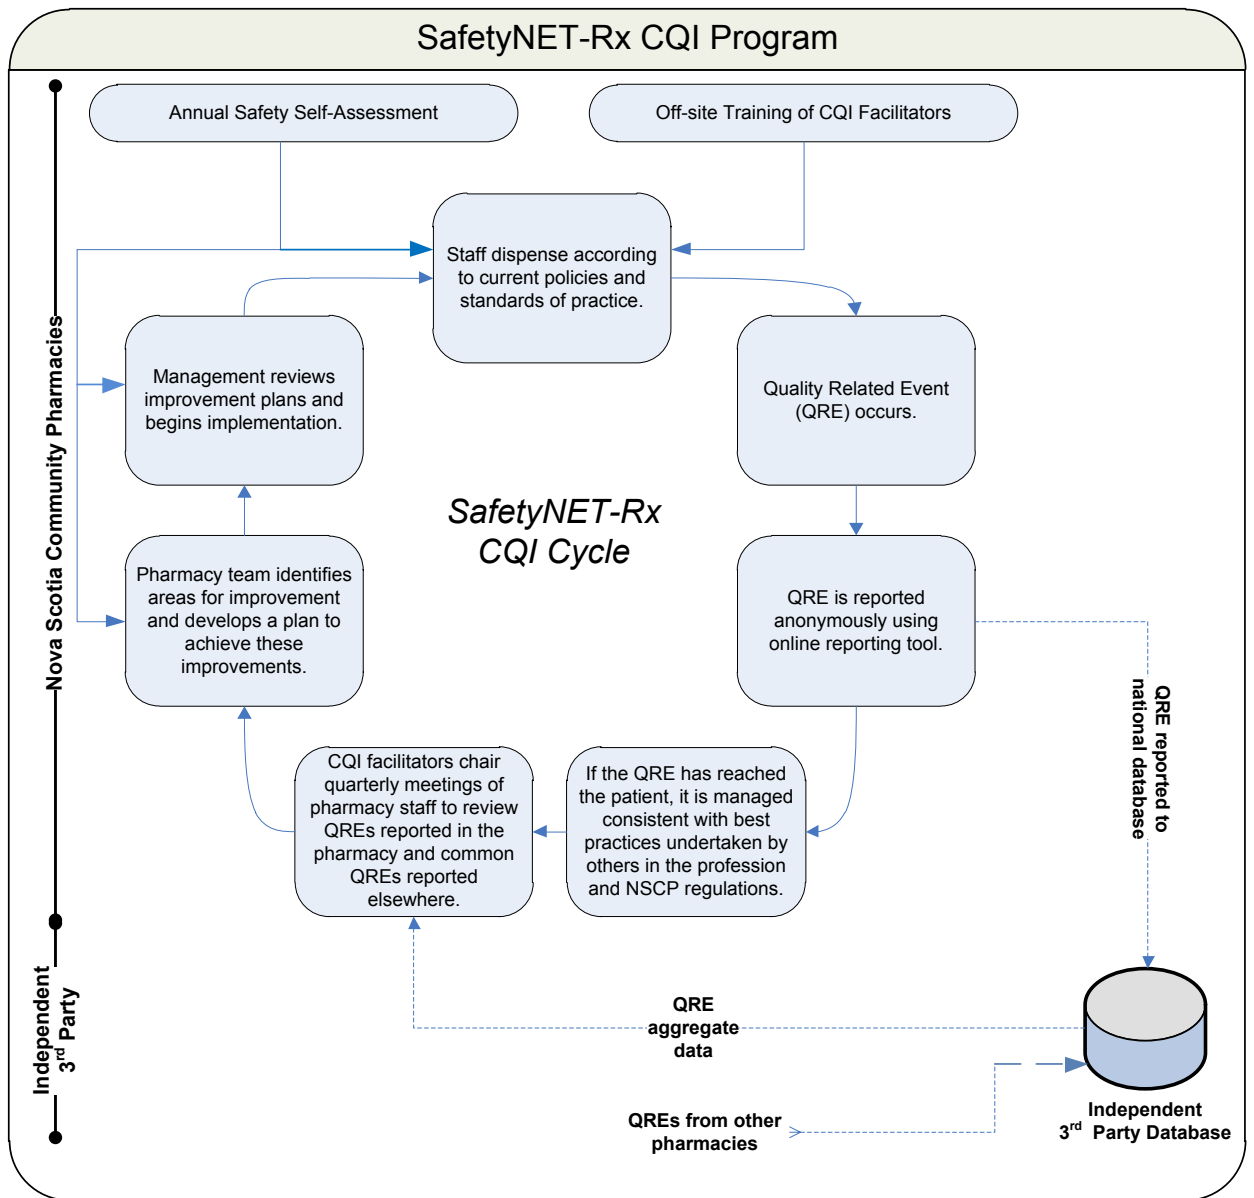 SafetyNET-Rx CQI Program
Annual Safety Self-Assessment
Off-site Training of CQI Facilitators
Staff dispense according
to current policies and
standards of practice.
Management reviews
improvement plans and
begins implementation.
Quality Related Event
(QRE) occurs.
SafetyNET-Rx
CQI Cycle
Pharmacy team identifies
areas for improvement
and develops a plan to
achieve these
improvements.
QRE is reported
anonymously using
online reporting tool.
CQI facilitators chair
quarterly meetings of
pharmacy staff to review
QREs reported in the
pharmacy and common
QREs reported
elsewhere.
If the QRE has reached
the patient, it is managed
consistent with best
practices undertaken by
others in the profession
and NSCP regulations.
Nova Scotia Community Pharmacies
QRE reported to
national database
Independent
3rd Party
QRE
aggregate
data
QREs from other
pharmacies
Independent
3rd Party Database